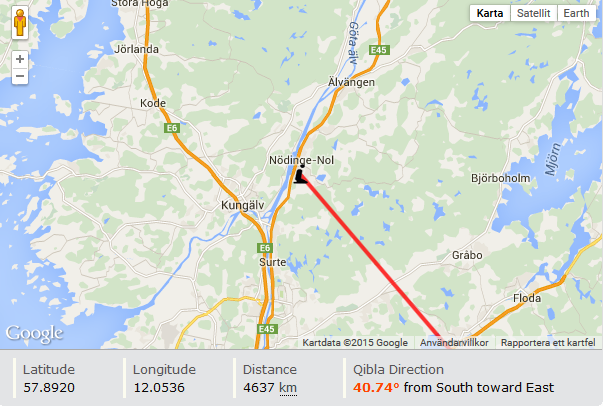 Stora Höga
Karta
Satellit
Earth
Göta älv
E45
Jörlanda
Älvängen
Kode
E6
Nödinge-Nol
Mjörn
Björboholm
Kungälv
E6
Surte
Gråbo
Floda
E45
Google
Kartdata ©2015 Google
Användarvillkor
Rapportera ett kartfel
Latitude
57.8920
Longitude
12.0536
Distance
4637 km
Qibla Direction
40.74° from South toward East